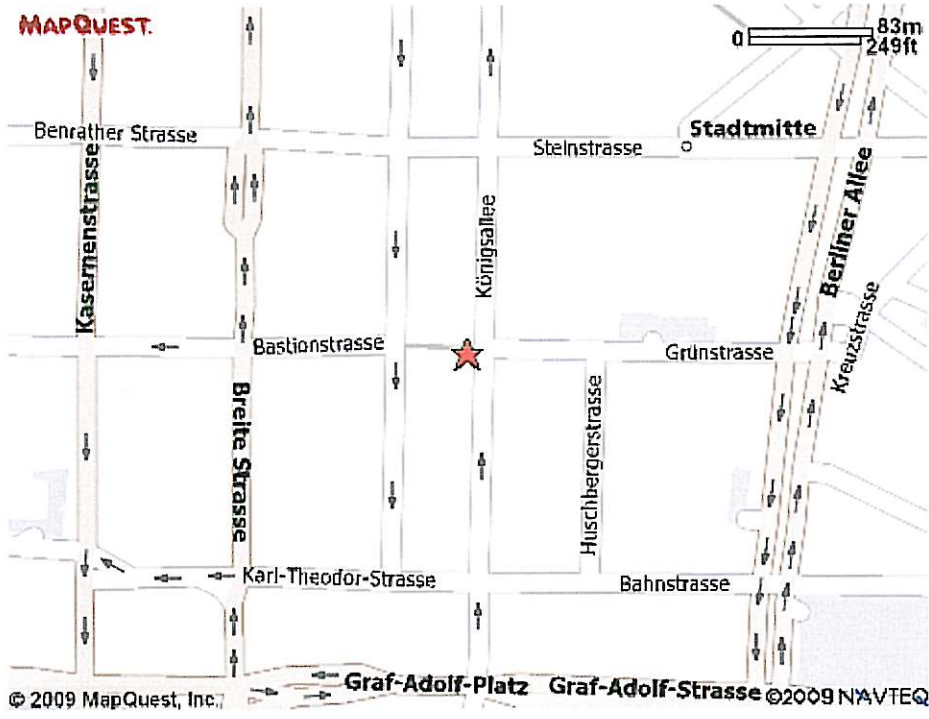 MAPQUEST.
0 83m
249ft
Benrather Strasse
Stadtmitte
Steinstrasse
Kasernenstrasse
Königsallee
Berliner Allee
Bastionstrasse
Grünstrasse
Kreuzstrasse
Breite Strasse
Huschbergerstrasse
Karl-Theodor-Strasse
Bahnstrasse
Graf-Adolf-Platz
Graf-Adolf-Strasse
© 2009 MapQuest, Inc.
©2009 NAVTEQ